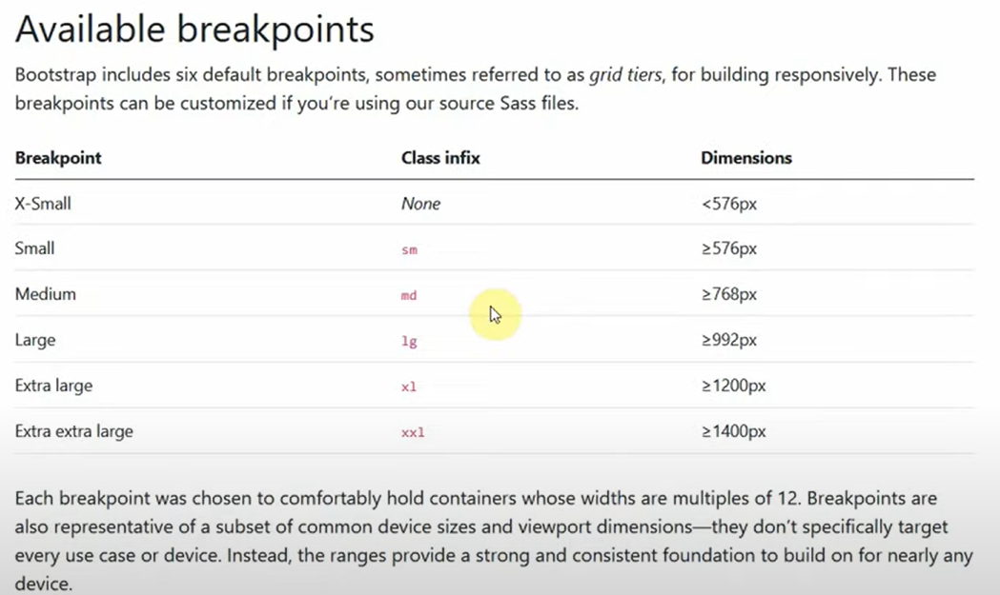 Available breakpoints
Bootstrap includes six default breakpoints, sometimes referred to as grid tiers, for building responsively. These
breakpoints can be customized if you're using our source Sass files.
Breakpoint Class infix Dimensions
X-Small None <576px
Small sm ≥576px
Medium md ≥768px
Large lg ≥992px
Extra large xl ≥1200px
Extra extra large xxl ≥1400px
Each breakpoint was chosen to comfortably hold containers whose widths are multiples of 12. Breakpoints are
also representative of a subset of common device sizes and viewport dimensions—they don't specifically target
every use case or device. Instead, the ranges provide a strong and consistent foundation to build on for nearly any
device.